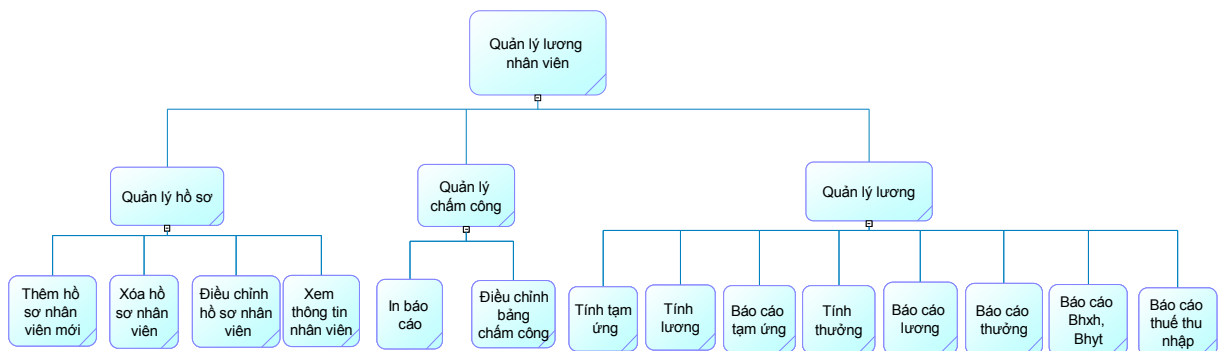 Quản lý lương
nhân viên
Quản lý hồ sơ
Quản lý
chấm công
Quản lý lương
Thêm hồ
sơ nhân
viên mới
Xóa hồ
sơ nhân
viên
Điều chỉnh
hồ sơ nhân
viên
Xem
thông tin
nhân viên
In báo
cáo
Điều chỉnh
bảng
chấm công
Tính tạm
ứng
Tính
lương
Báo cáo
tạm ứng
Tính
thưởng
Báo cáo
lương
Báo cáo
thưởng
Báo cáo
Bhxh,
Bhyt
Báo cáo
thuế thu
nhập